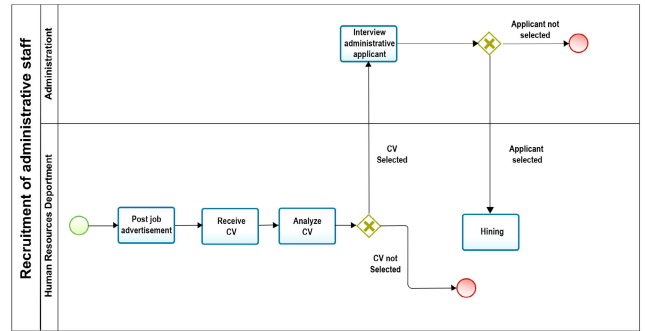 Recruitment of administrative staff
Administrationt
Interview
administrative
applicant
Applicant not
selected
Human Resources Department
CV
Selected
Applicant
selected
Post job
advertisement
Receive
CV
Analyze
CV
Hining
CV not
Selected